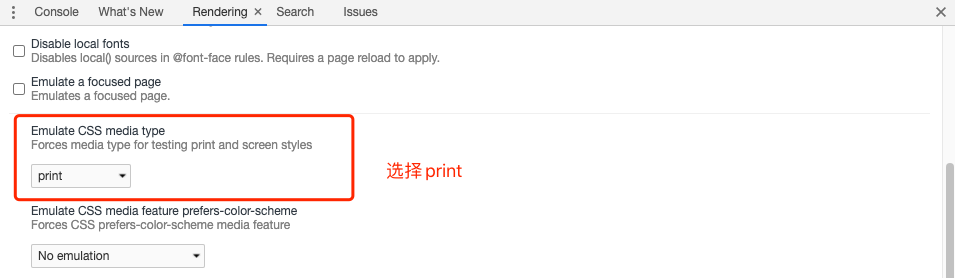 Console What's New Rendering Search Issues
Disable local fonts
Disables local() sources in @font-face rules. Requires a page reload to apply.
Emulate a focused page
Emulates a focused page.
Emulate CSS media type
Forces media type for testing print and screen styles
print
选择 print
Emulate CSS media feature prefers-color-scheme
Forces CSS prefers-color-scheme media feature
No emulation